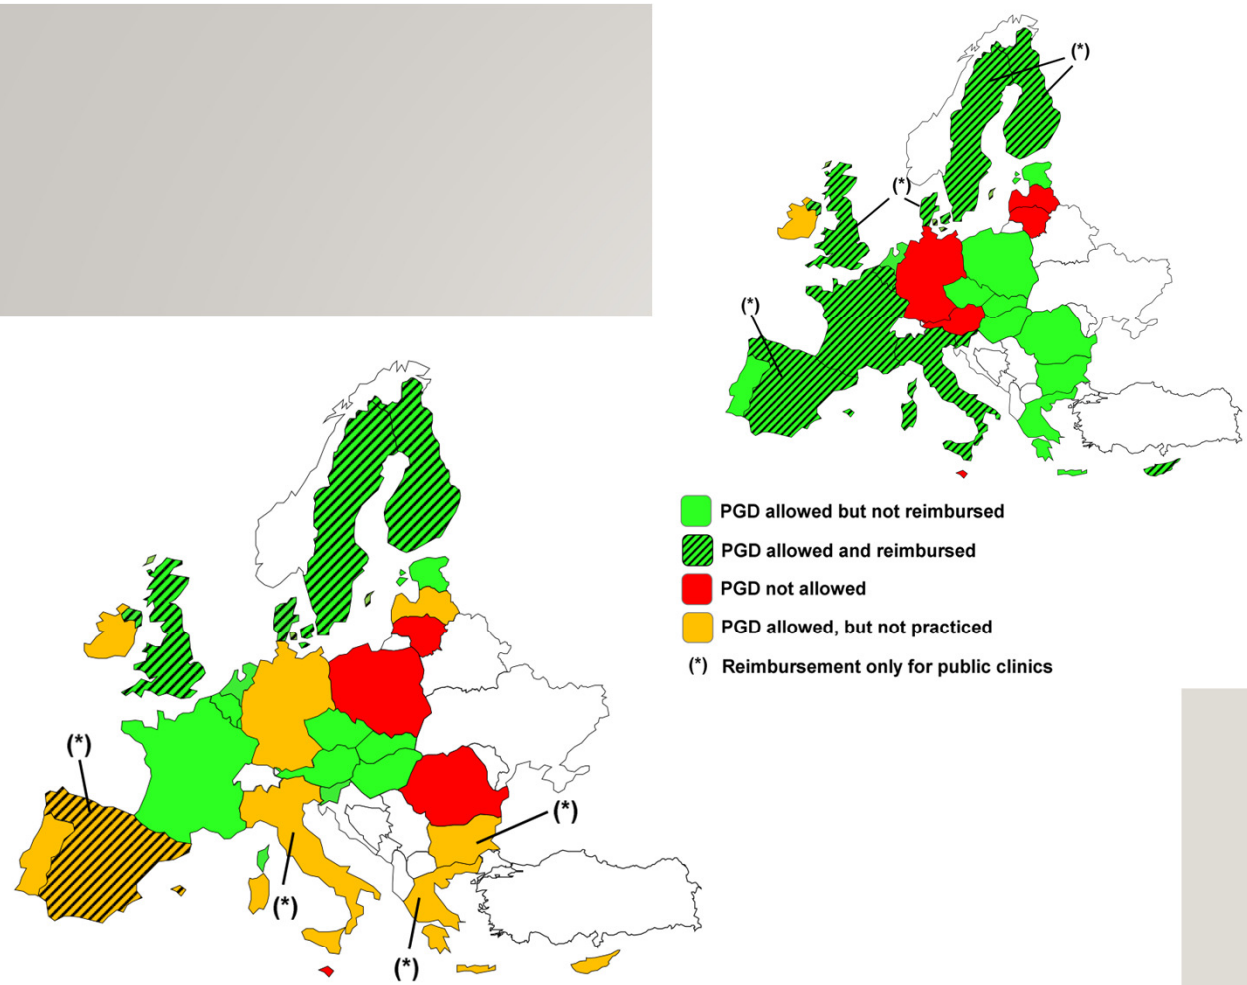 (*)
(*)
(*)
PGD allowed but not reimbursed
PGD allowed and reimbursed
PGD not allowed
PGD allowed, but not practiced
(*) Reimbursement only for public clinics
(*)
(*)
(*)
(*)